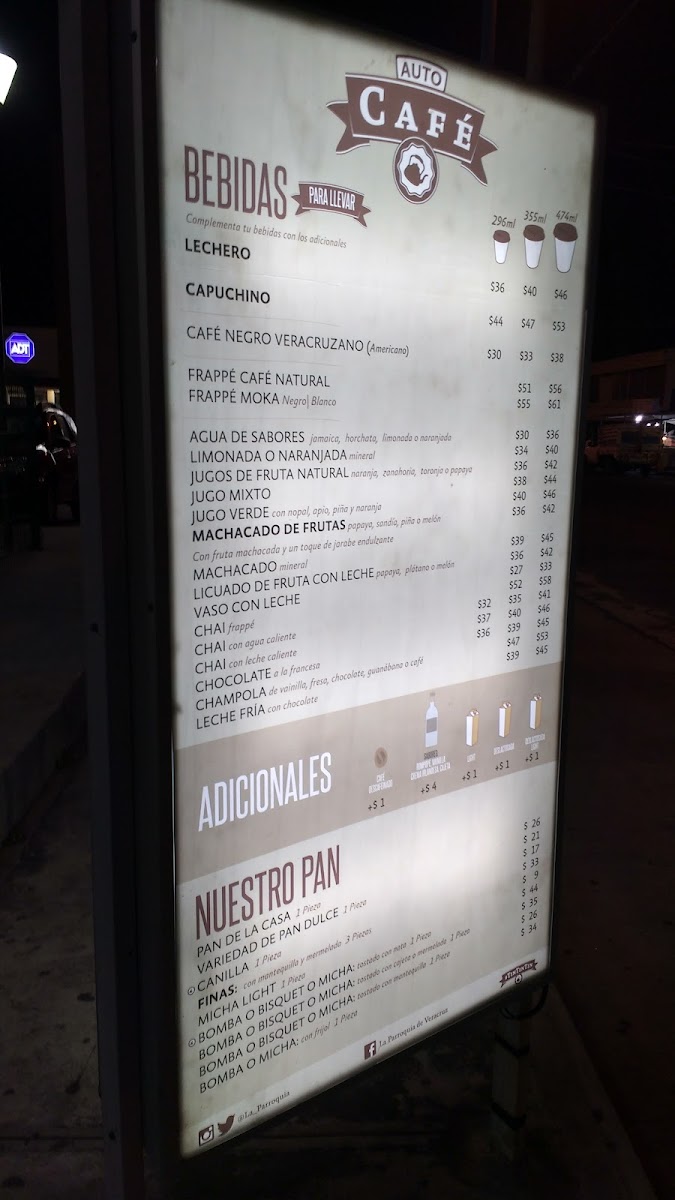 AUTO
CAFÉ
BEBIDAS PARA LLEVAR
Complementa tu bebidas con los adicionales
296ml 355ml 474ml
LECHERO $36 $40 $46
CAPUCHINO $44 $47 $53
CAFÉ NEGRO VERACRUZANO (Americano) $30 $33 $38
FRAPPÉ CAFÉ NATURAL $51 $56
FRAPPÉ MOKA Negro|Blanco $55 $61
AGUA DE SABORES jamaica, horchata, limonada o naranjada $30 $36
LIMONADA O NARANJADA mineral $34 $40
JUGOS DE FRUTA NATURAL naranja, zanahoria, toronja o papaya $36 $42
JUGO MIXTO $38 $44
JUGO VERDE con nopal, apio, piña y naranja $40 $46
MACHACADO DE FRUTAS papaya, sandia, piña o melón $36 $42
Con fruta machacada y un toque de jarabe endulzante
MACHACADO mineral $39 $45
LICUADO DE FRUTA CON LECHE papaya, plátano o melón $36 $42
VASO CON LECHE $27 $33
CHAI frappé $52 $58
CHAI con agua caliente $32 $35 $41
CHAI con leche caliente $37 $40 $46
CHOCOLATE a la francesa $36 $39 $45
CHAMPOLA de vainilla, fresa, chocolate, guanábana o café $47 $53
LECHE FRÍA con chocolate $39 $45
ADICIONALES
CAFÉ DESCAFEINADO +$ 1
ROMPOPE, VAINILLA +$ 4
LIGHT +$ 1
DESLACTOSADA +$ 1
DESLACTOSADA LIGHT +$ 1
NUESTRO PAN
PAN DE LA CASA 1 Pieza $ 26
VARIEDAD DE PAN DULCE 1 Pieza $ 21
CANILLA 1 Pieza $ 17
FINAS: con mantequilla y mermelada 3 Piezas $ 33
MICHA LIGHT 1 Pieza $ 9
BOMBA O BISQUET O MICHA: tostado con nata 1 Pieza $ 44
BOMBA O BISQUET O MICHA: tostado con cajeta o mermelada 1 Pieza $ 35
BOMBA O BISQUET O MICHA: tostado con mantequilla 1 Pieza $ 26
BOMBA O MICHA: con frijol 1 Pieza $ 34
@La_Parroquia
La Parroquia de Veracruz
ADT